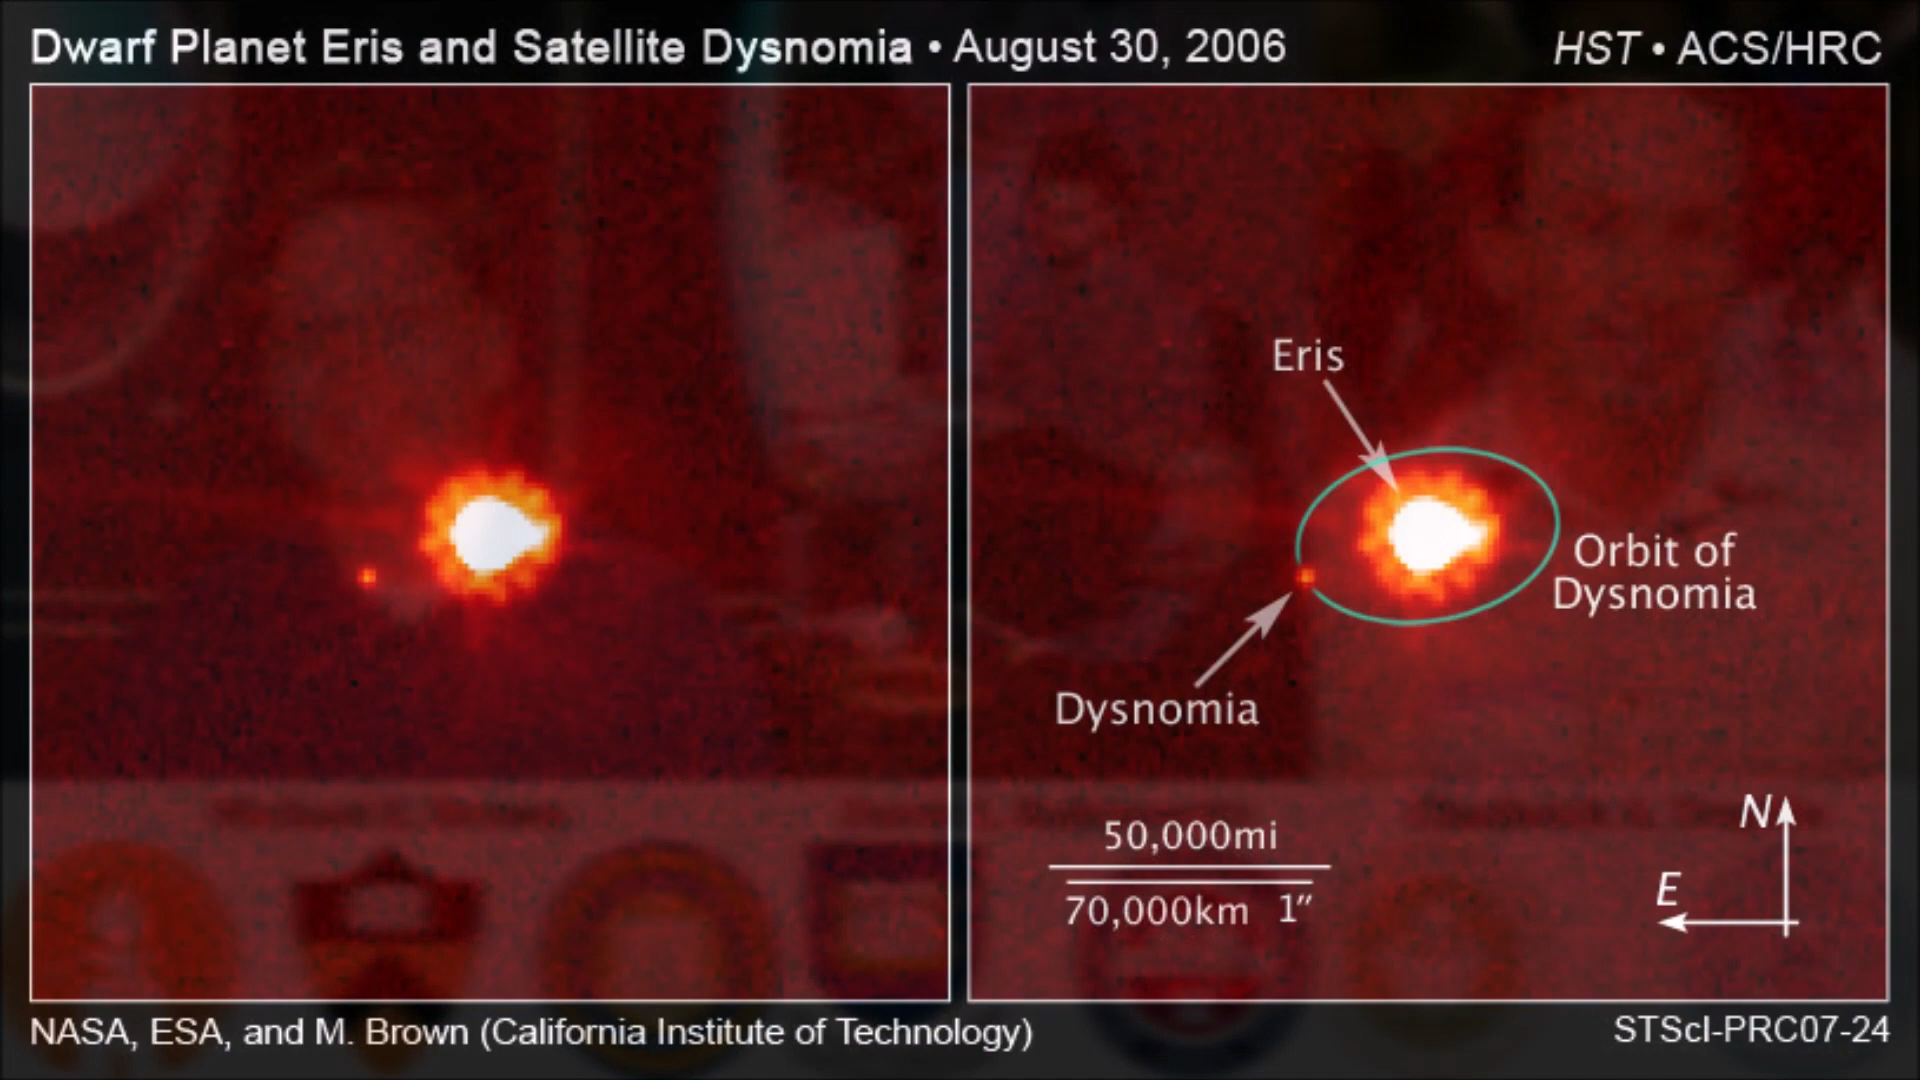 Dwarf Planet Eris and Satellite Dysnomia • August 30, 2006
HST • ACS/HRC
Eris
Orbit of
Dysnomia
Dysnomia
50,000mi
70,000km 1″
N
E
NASA, ESA, and M. Brown (California Institute of Technology)
STScI-PRC07-24